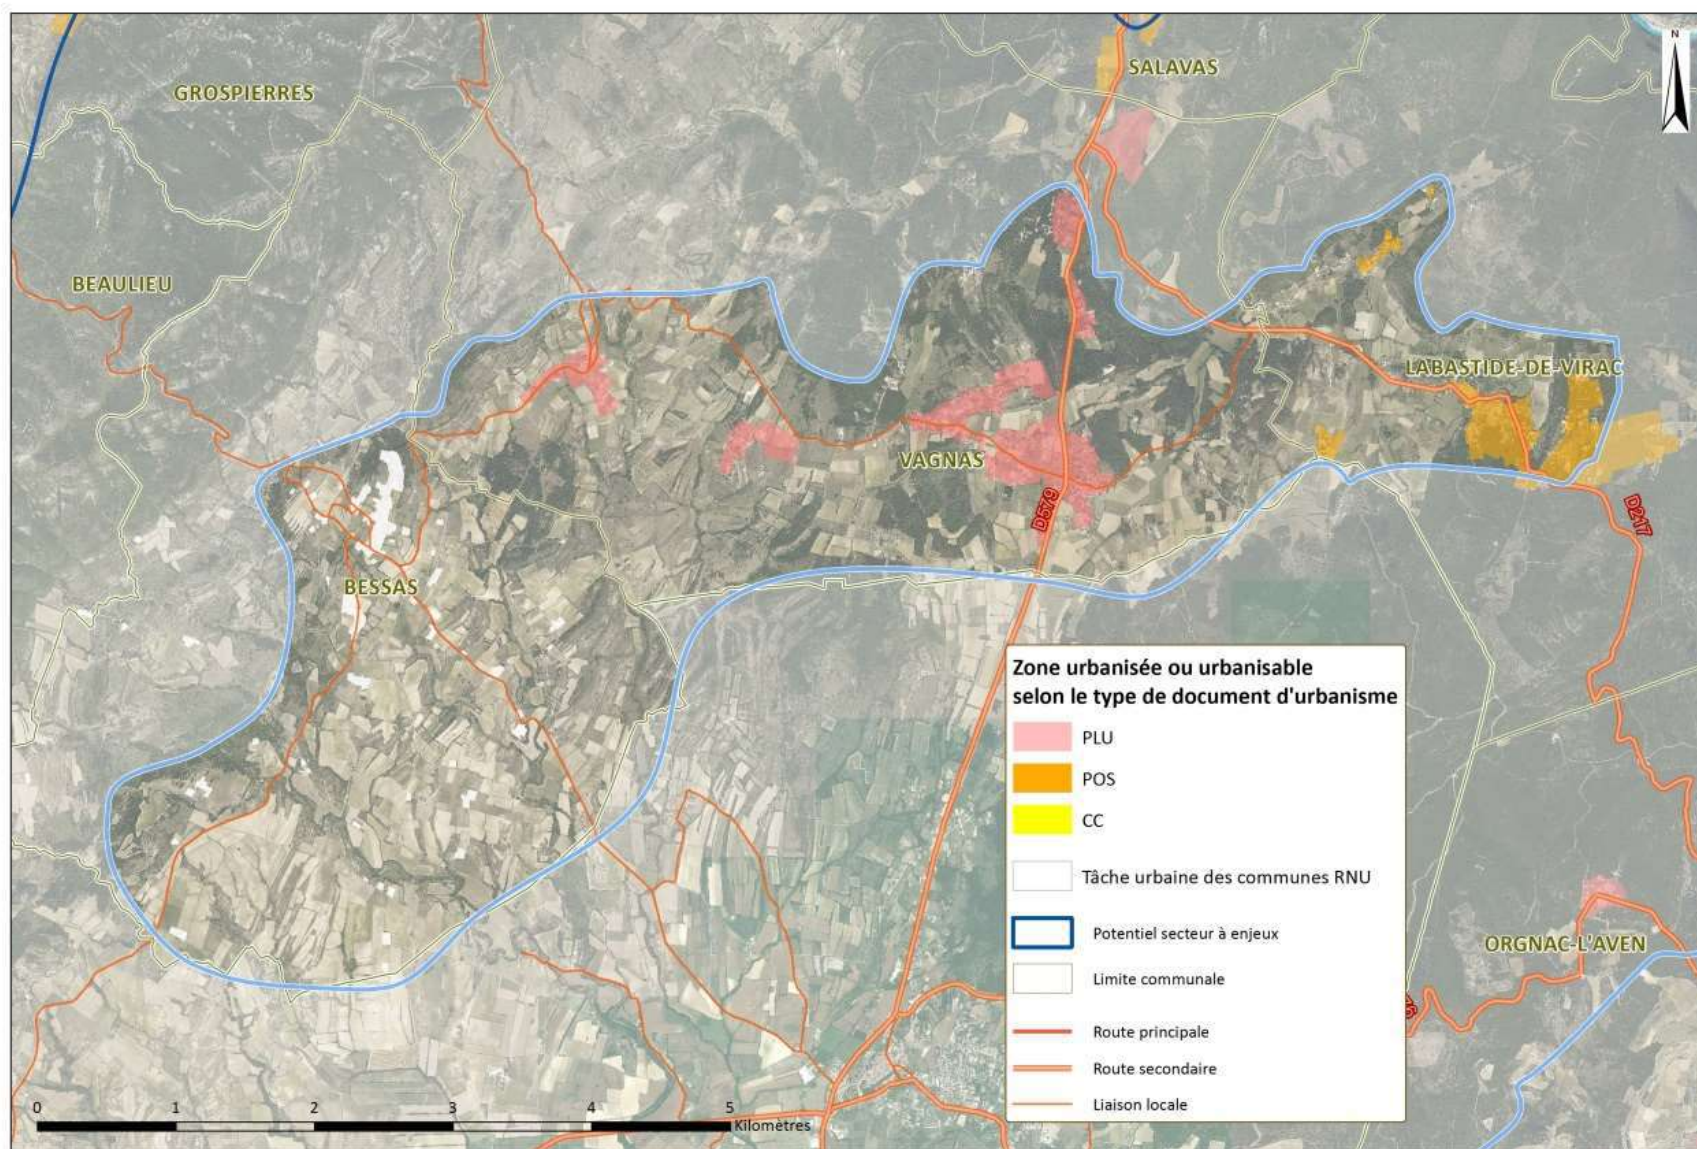 N
SALAVAS
GROSPIERRES
BEAULIEU
LABASTIDE-DE-VIRAC
VAGNAS
D579
D217
BESSAS
Zone urbanisée ou urbanisable
selon le type de document d'urbanisme
PLU
POS
CC
Tâche urbaine des communes RNU
Potentiel secteur à enjeux
Limite communale
Route principale
Route secondaire
Liaison locale
ORGNAC-L'AVEN
0 1 2 3 4 5
Kilomètres